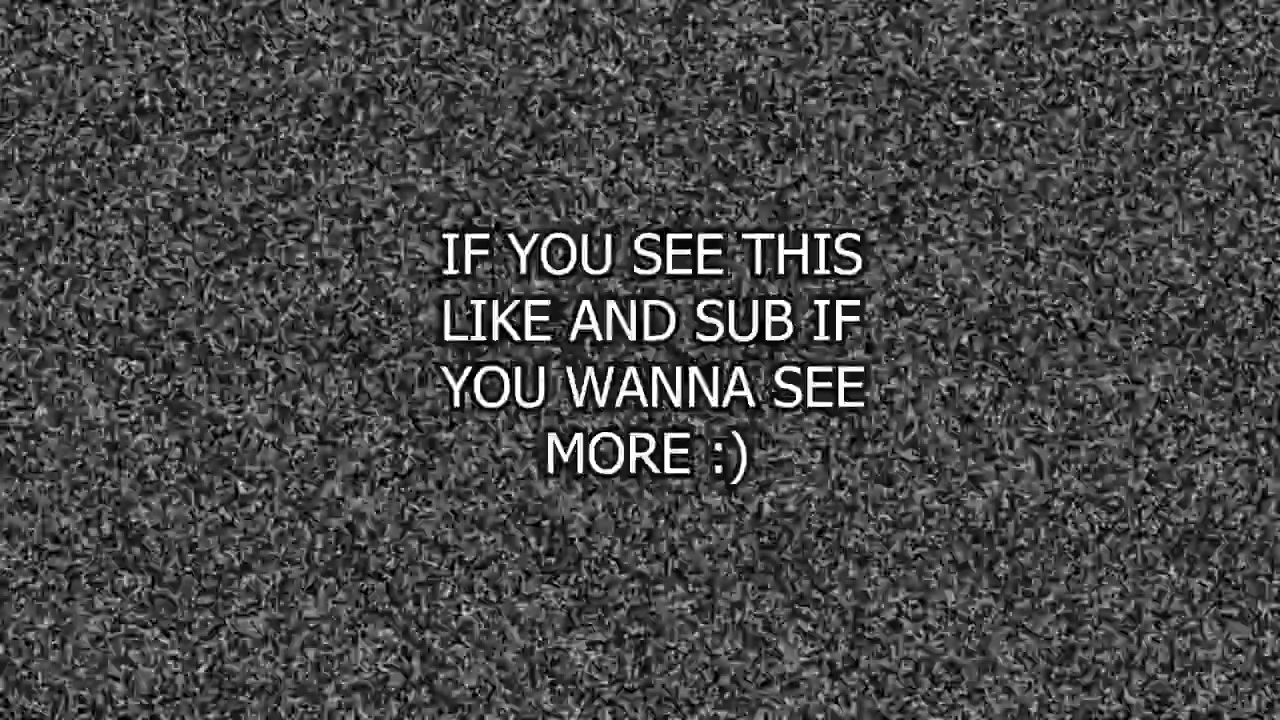 IF YOU SEE THIS
LIKE AND SUB IF
YOU WANNA SEE
MORE :)